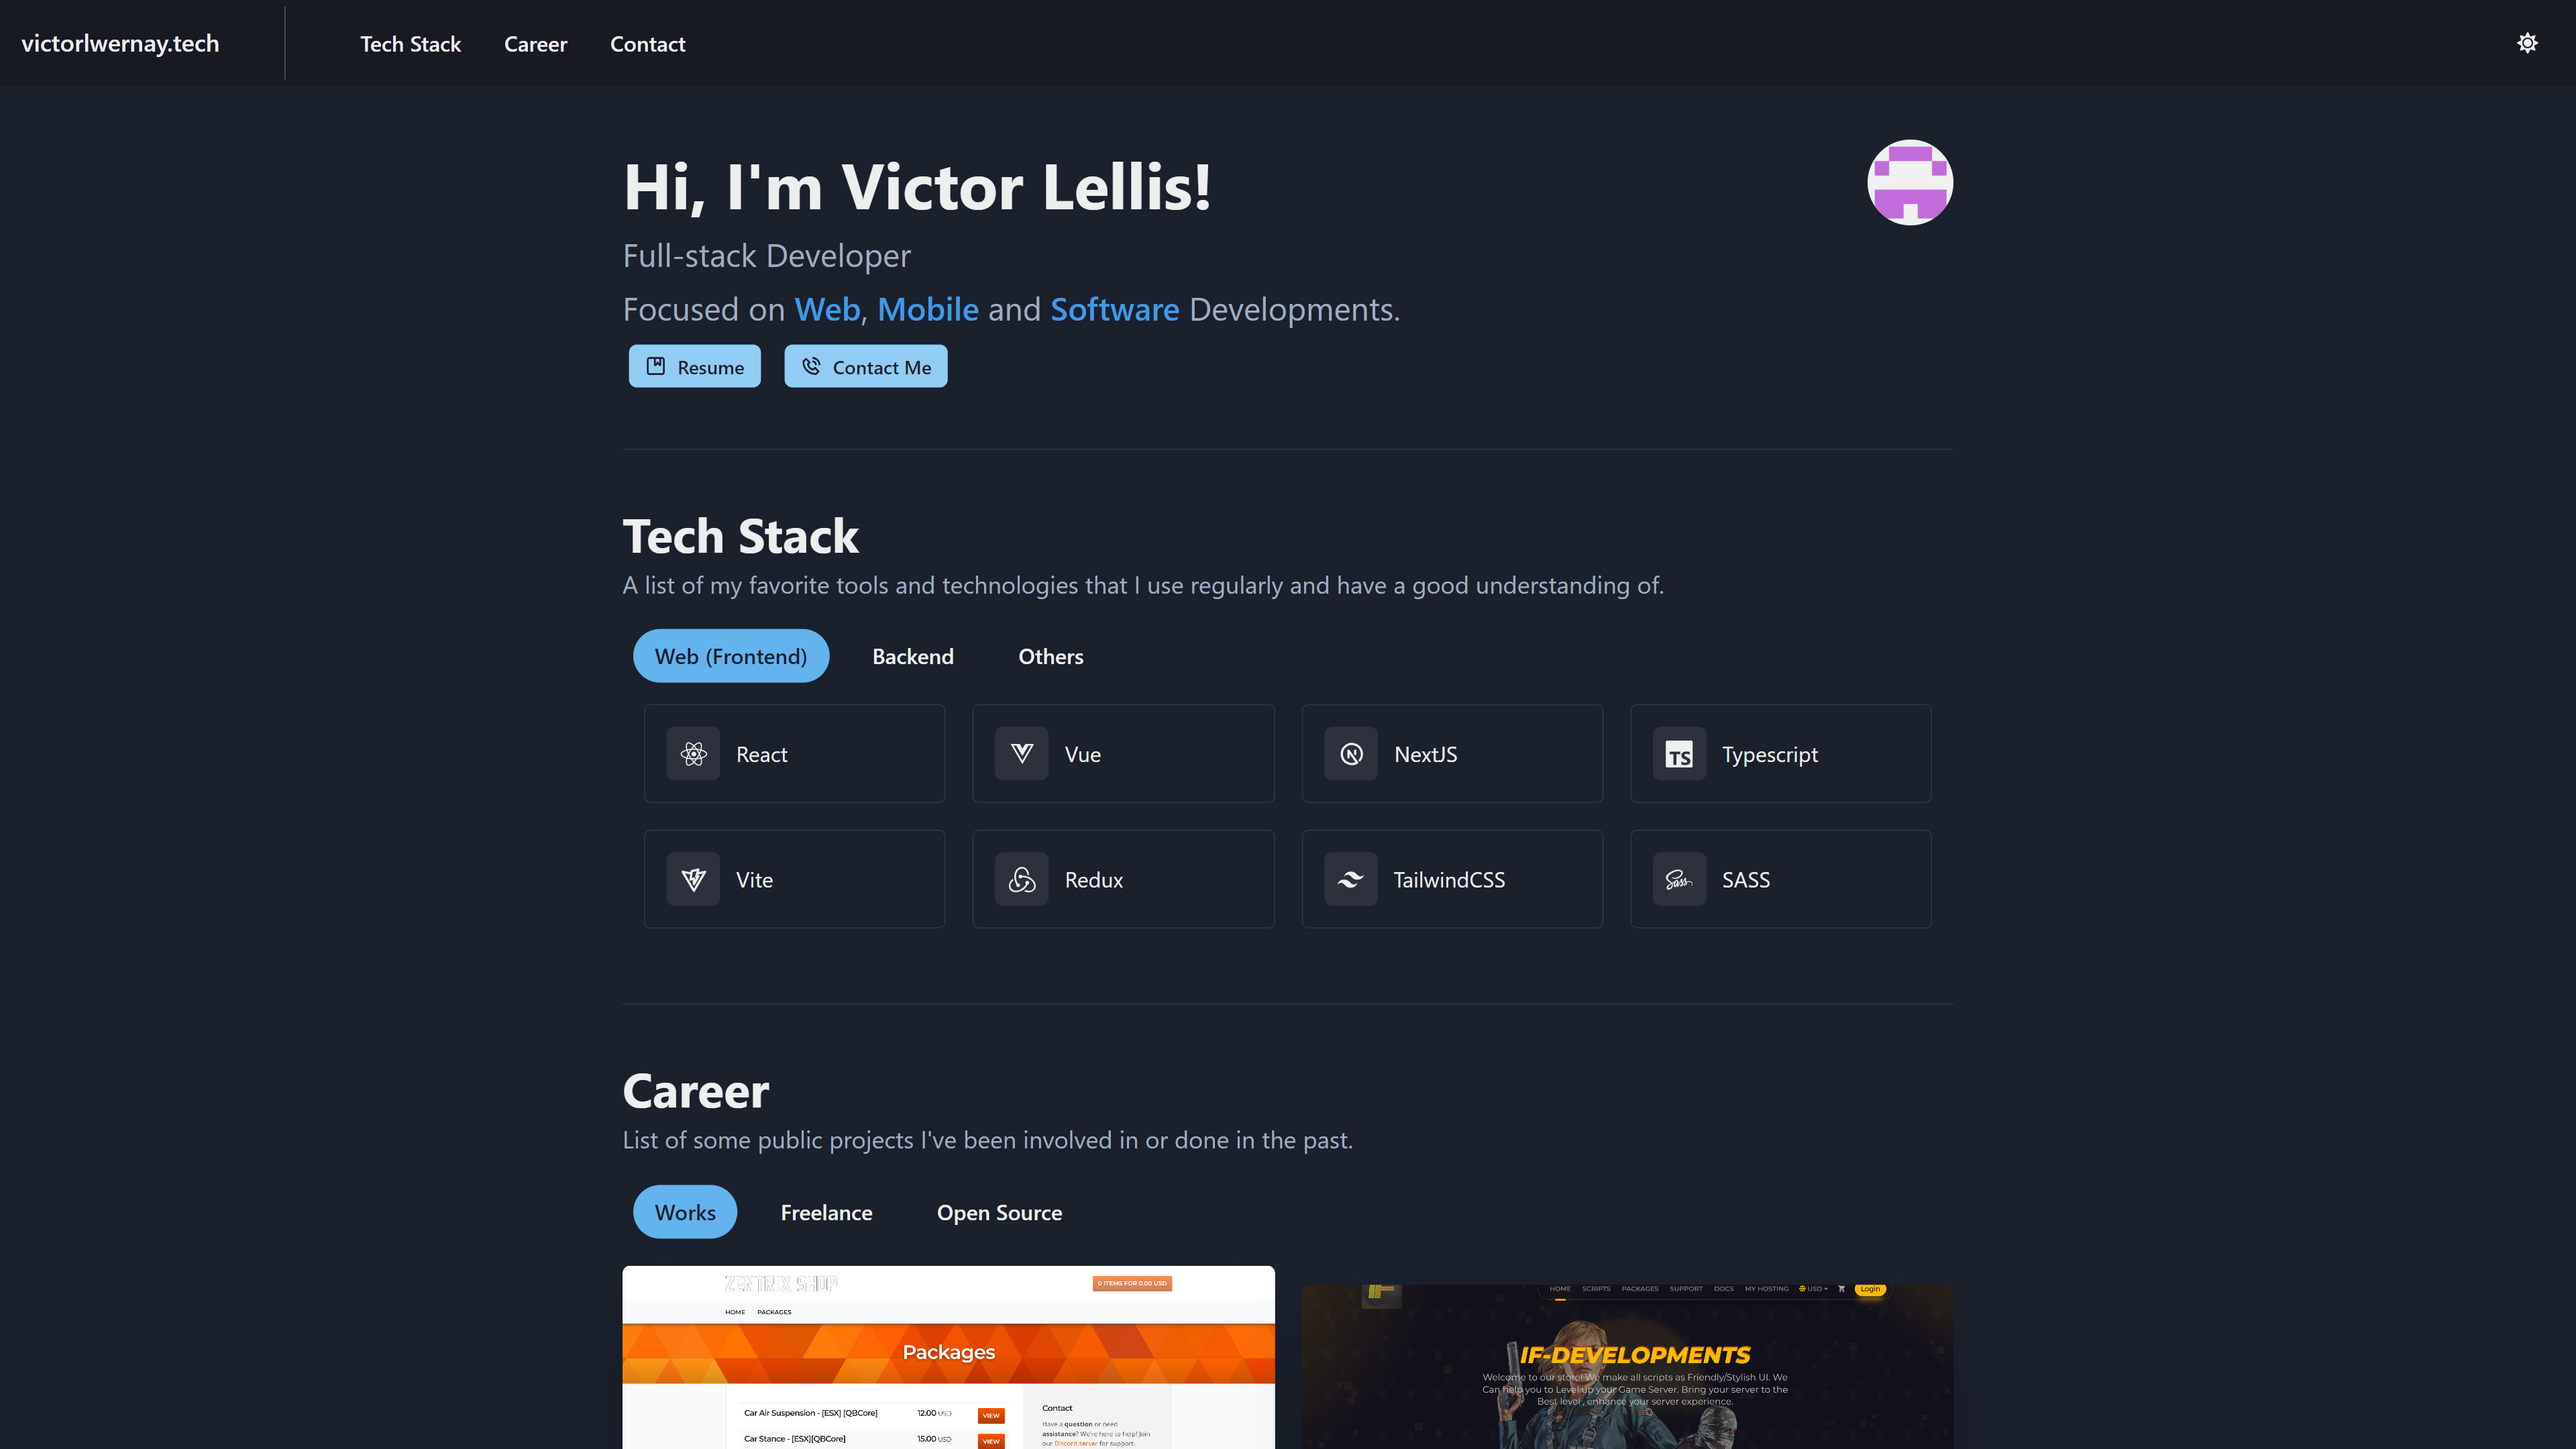 victorlwernay.tech
Tech Stack
Career
Contact
Hi, I'm Victor Lellis!
Full-stack Developer
Focused on Web, Mobile and Software Developments.
Resume
Contact Me
Tech Stack
A list of my favorite tools and technologies that I use regularly and have a good understanding of.
Web (Frontend)
Backend
Others
React
Vue
NextJS
TS
Typescript
Vite
Redux
TailwindCSS
Sass
SASS
Career
List of some public projects I've been involved in or done in the past.
Works
Freelance
Open Source
ZENTRIX SHOP
0 ITEMS FOR 0.00 USD
HOME
PACKAGES
Packages
Car Air Suspension - [ESX] [QBCore]
12.00 USD
VIEW
Car Stance - [ESX][QBCore]
15.00 USD
VIEW
Contact
Have a question or need
assistance? We're here to help! Join
our Discord server for support.
IF
HOME
SCRIPTS
PACKAGES
SUPPORT
DOCS
MY HOSTING
USD
Login
IF-DEVELOPMENTS
Welcome to our store! We make all scripts as Friendly/Stylish UI. We
Can help you to Level up your Game Server. Bring your server to the
Best level , enhance your server experience.